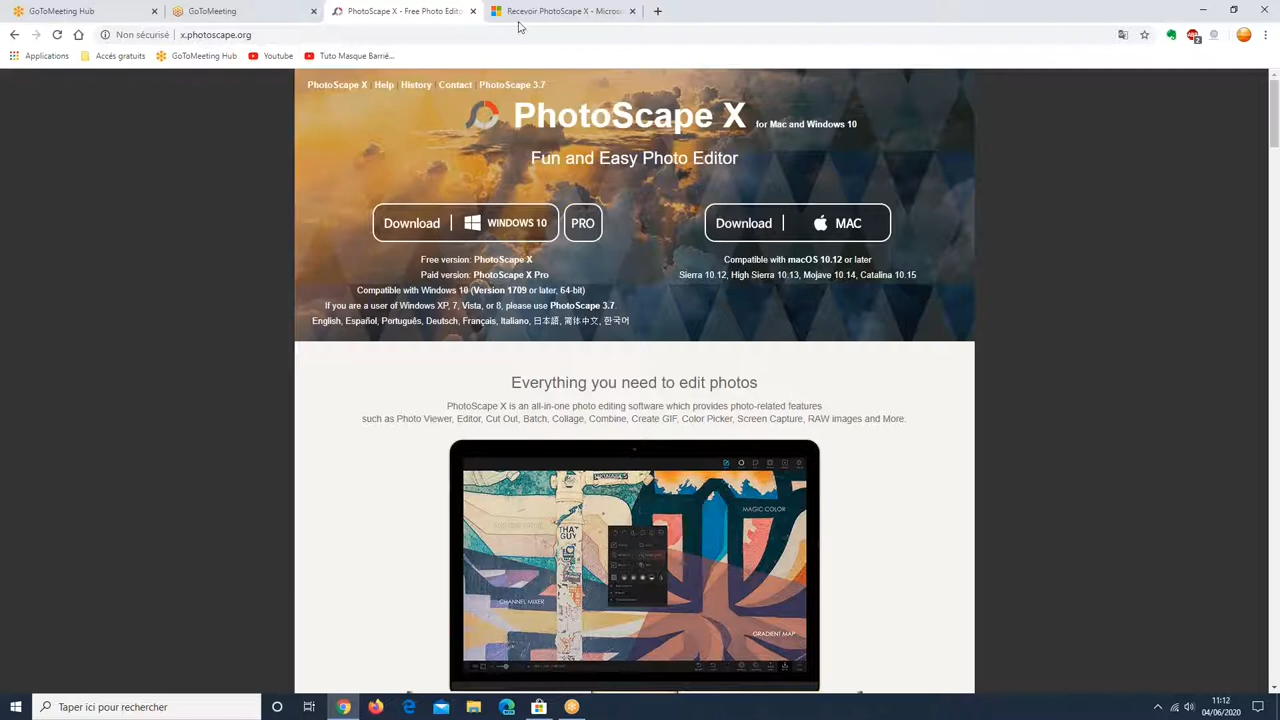 GoToMeeting Hub
GoToMeeting
PhotoScape X - Free Photo Edito
Recevoir PhotoScape X - Micros
Non sécurisé | x.photoscape.org
Applications
Accés gratuits
GoToMeeting Hub
Youtube
Tuto Masque Barriè...
PhotoScape X | Help | History | Contact | PhotoScape 3.7
PhotoScape X for Mac and Windows 10
Fun and Easy Photo Editor
Download | WINDOWS 10
PRO
Download | MAC
Free version: PhotoScape X
Paid version: PhotoScape X Pro
Compatible with Windows 10 (Version 1709 or later, 64-bit)
If you are a user of Windows XP, 7, Vista, or 8, please use PhotoScape 3.7.
English, Español, Português, Deutsch, Français, Italiano, 日本語, 简体中文, 한국어
Compatible with macOS 10.12 or later
Sierra 10.12, High Sierra 10.13, Mojave 10.14, Catalina 10.15
Everything you need to edit photos
PhotoScape X is an all-in-one photo editing software which provides photo-related features
such as Photo Viewer, Editor, Cut Out, Batch, Collage, Combine, Create GIF, Color Picker, Screen Capture, RAW images and More.
MAGIC COLOR
THAT GUY
CHANNEL MIXER
GRADIENT MAP
Taper ici pour rechercher
11:12
04/06/2020